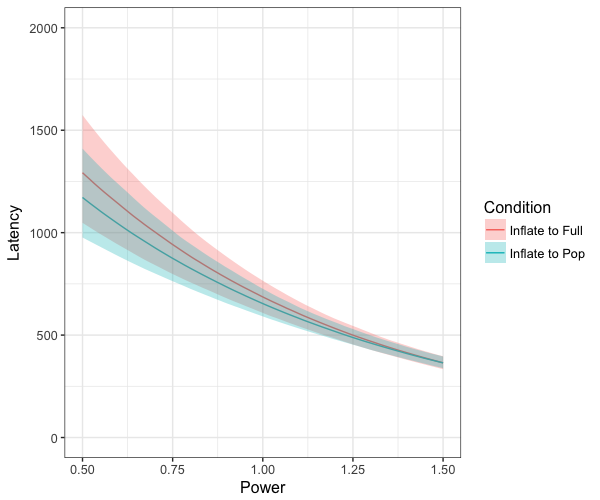 2000
1500
1000
500
0
Latency
0.50 0.75 1.00 1.25 1.50
Power
Condition
Inflate to Full
Inflate to Pop